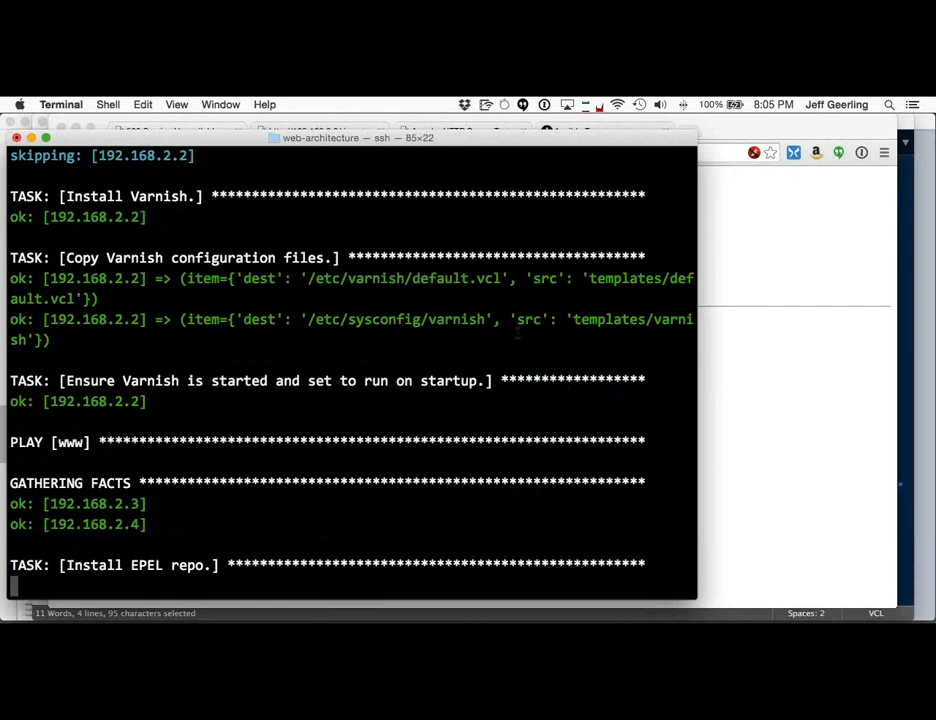 Terminal Shell Edit View Window Help 100% 8:05 PM Jeff Geerling
web-architecture — ssh — 85×22
skipping: [192.168.2.2]
TASK: [Install Varnish.] *****************************************************
ok: [192.168.2.2]
TASK: [Copy Varnish configuration files.] *************************************
ok: [192.168.2.2] => (item={'dest': '/etc/varnish/default.vcl', 'src': 'templates/def
ault.vcl'})
ok: [192.168.2.2] => (item={'dest': '/etc/sysconfig/varnish', 'src': 'templates/varni
sh'})
TASK: [Ensure Varnish is started and set to run on startup.] ******************
ok: [192.168.2.2]
PLAY [www] ********************************************************************
GATHERING FACTS ***************************************************************
ok: [192.168.2.3]
ok: [192.168.2.4]
TASK: [Install EPEL repo.] ****************************************************
11 Words, 4 lines, 95 characters selected Spaces: 2 VCL